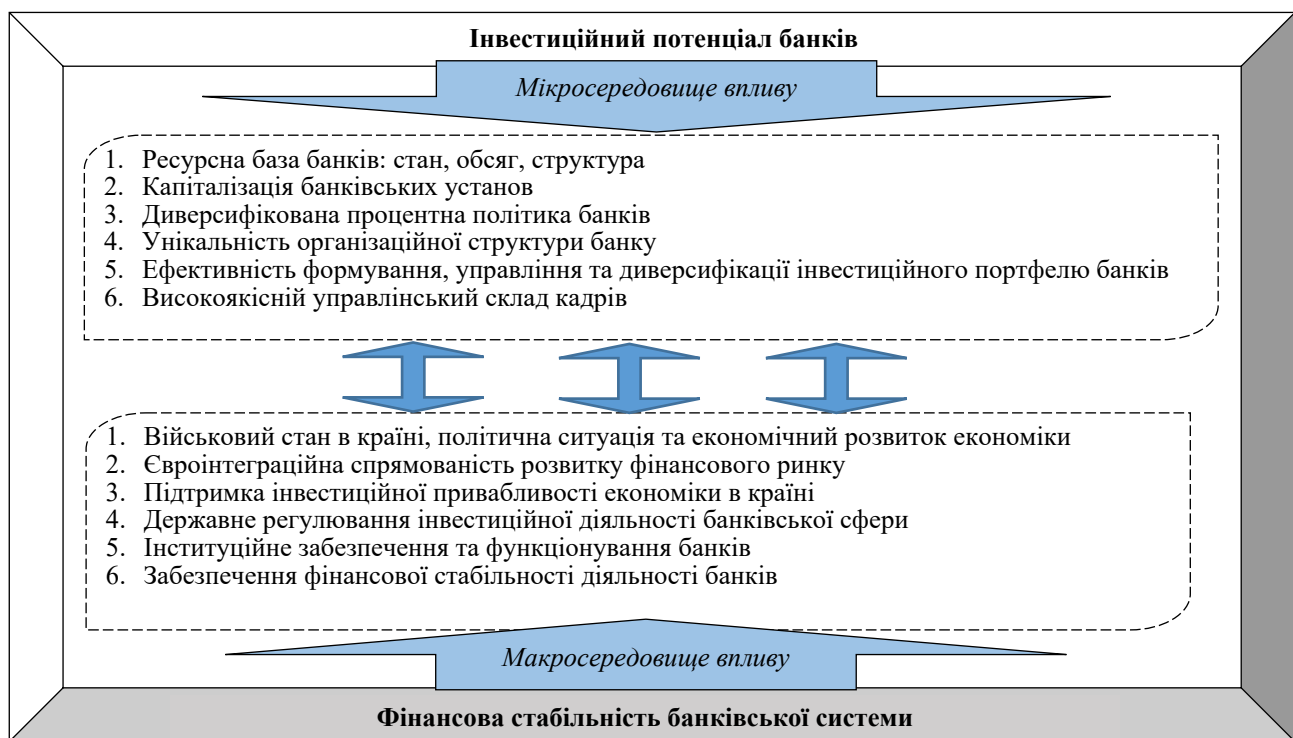 Інвестиційний потенціал банків
Мікросередовище впливу
1. Ресурсна база банків: стан, обсяг, структура
2. Капіталізація банківських установ
3. Диверсифікована процентна політика банків
4. Унікальність організаційної структури банку
5. Ефективність формування, управління та диверсифікації інвестиційного портфелю банків
6. Високоякісній управлінський склад кадрів
1. Військовий стан в країні, політична ситуація та економічний розвиток економіки
2. Євроінтеграційна спрямованість розвитку фінансового ринку
3. Підтримка інвестиційної привабливості економіки в країні
4. Державне регулювання інвестиційної діяльності банківської сфери
5. Інституційне забезпечення та функціонування банків
6. Забезпечення фінансової стабільності діяльності банків
Макросередовище впливу
Фінансова стабільність банківської системи